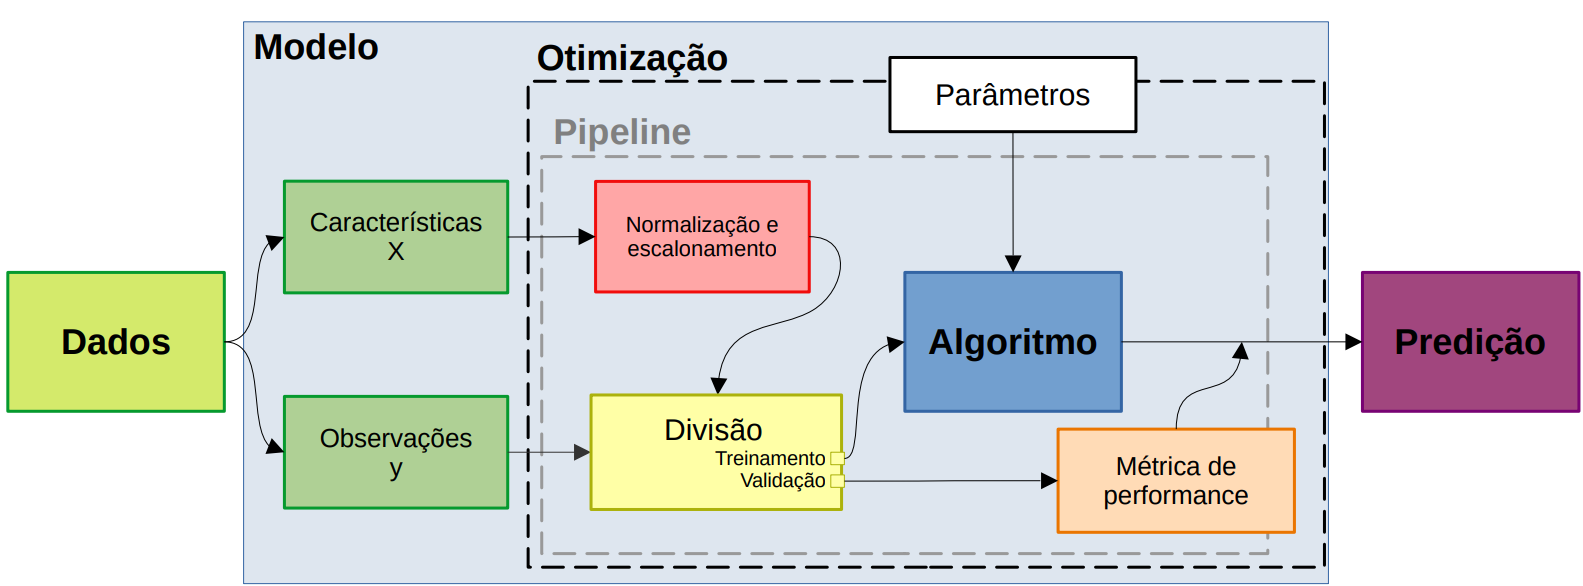 Modelo
Otimização
Parâmetros
Pipeline
Características
X
Normalização e
escalonamento
Dados
Algoritmo
Predição
Observações
y
Divisão
Treinamento
Validação
Métrica de
performance